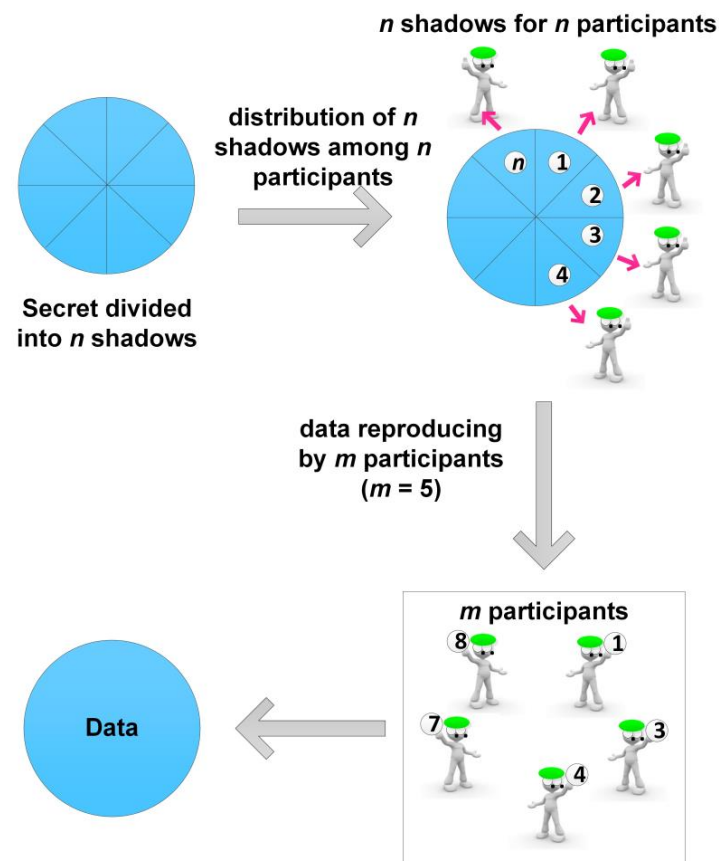 n shadows for n participants
distribution of n
shadows among n
participants
n
1
2
3
4
Secret divided
into n shadows
data reproducing
by m participants
(m = 5)
m participants
8
1
7
3
4
Data